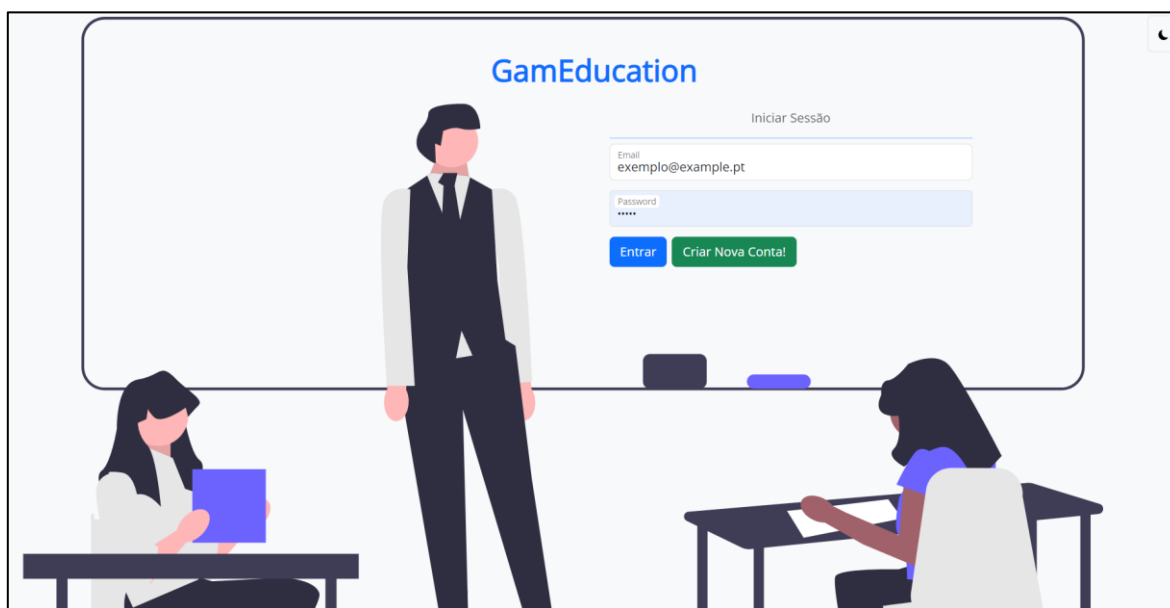 GamEducation
Iniciar Sessão
Email
exemplo@example.pt
Password
•••••
Entrar
Criar Nova Conta!